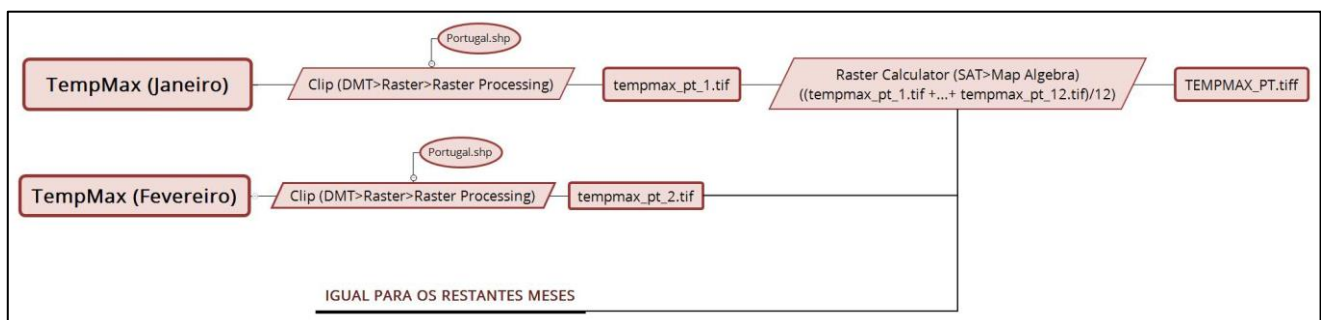 Portugal.shp
TempMax (Janeiro)
Clip (DMT>Raster>Raster Processing)
tempmax_pt_1.tif
Raster Calculator (SAT>Map Algebra)
((tempmax_pt_1.tif +...+ tempmax_pt_12.tif)/12)
TEMPMAX_PT.tiff
Portugal.shp
TempMax (Fevereiro)
Clip (DMT>Raster>Raster Processing)
tempmax_pt_2.tif
IGUAL PARA OS RESTANTES MESES